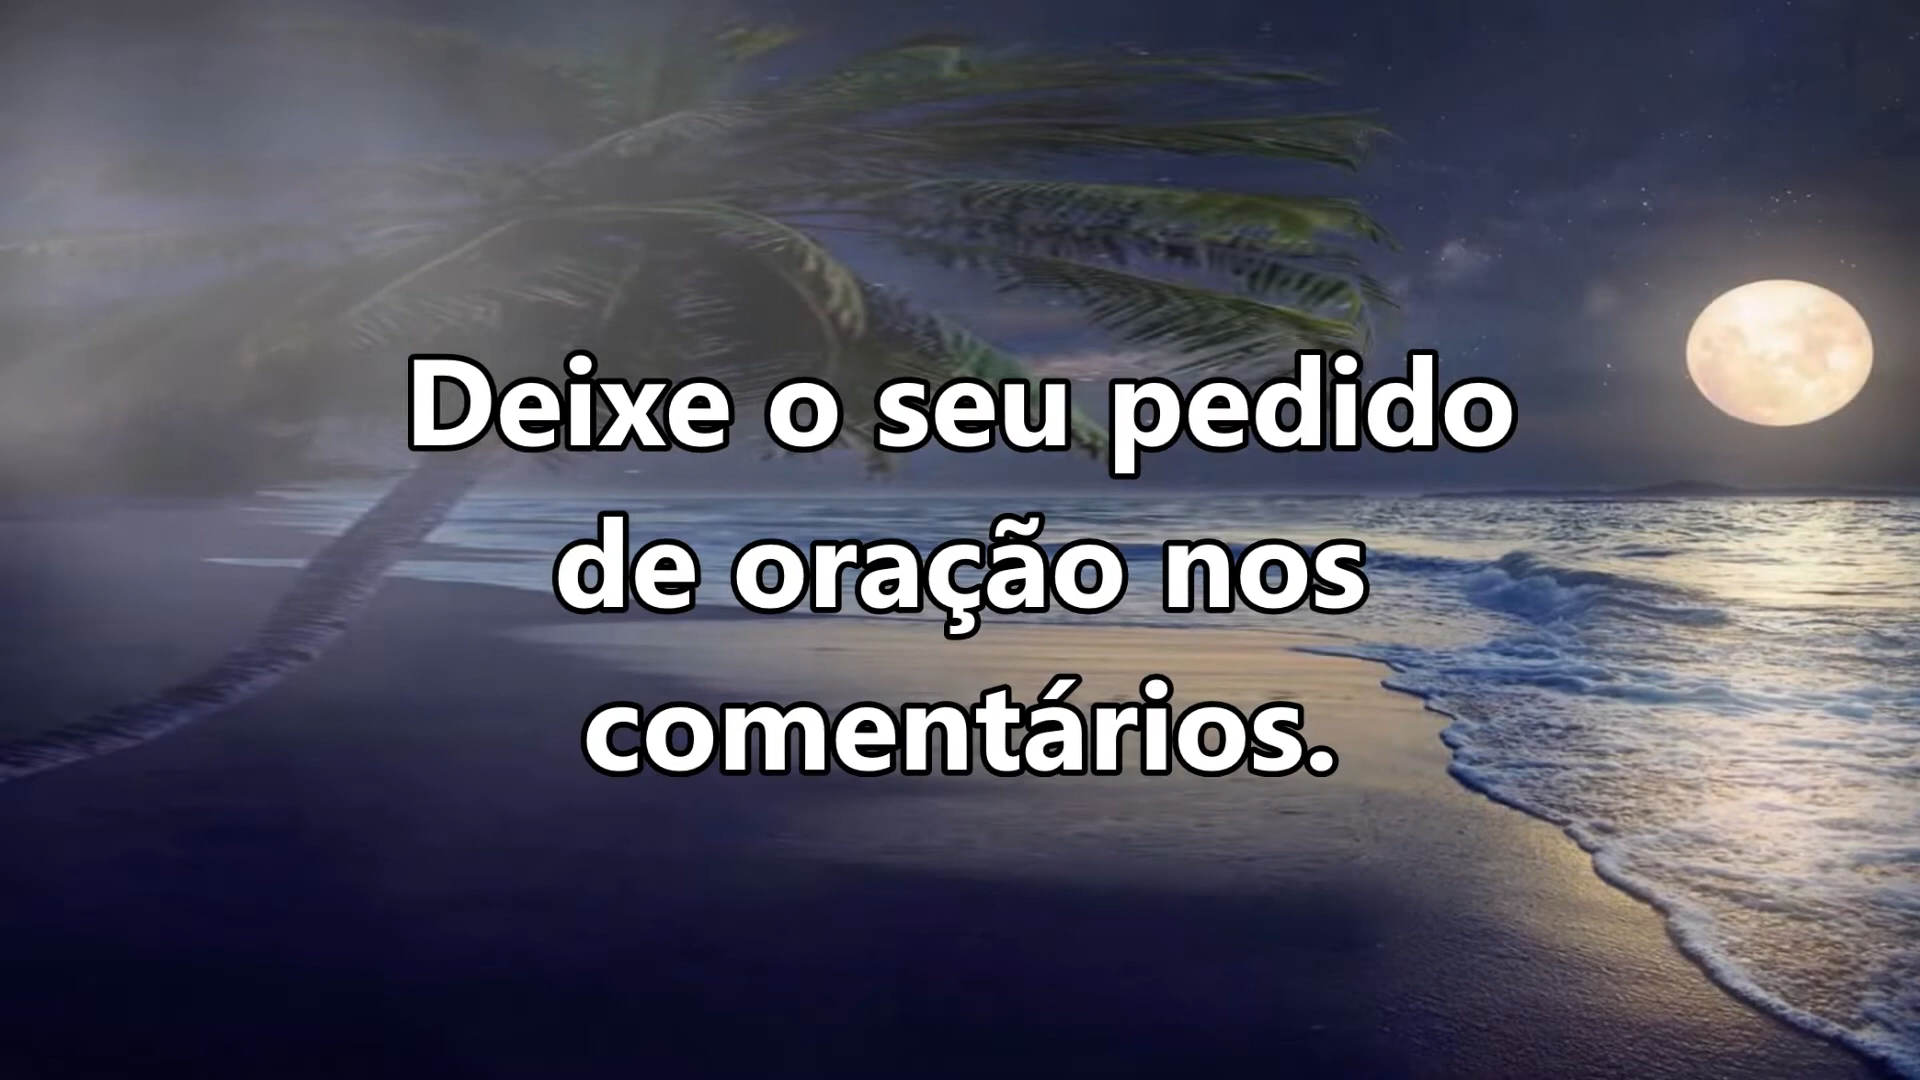 Deixe o seu pedido
de oração nos
comentários.